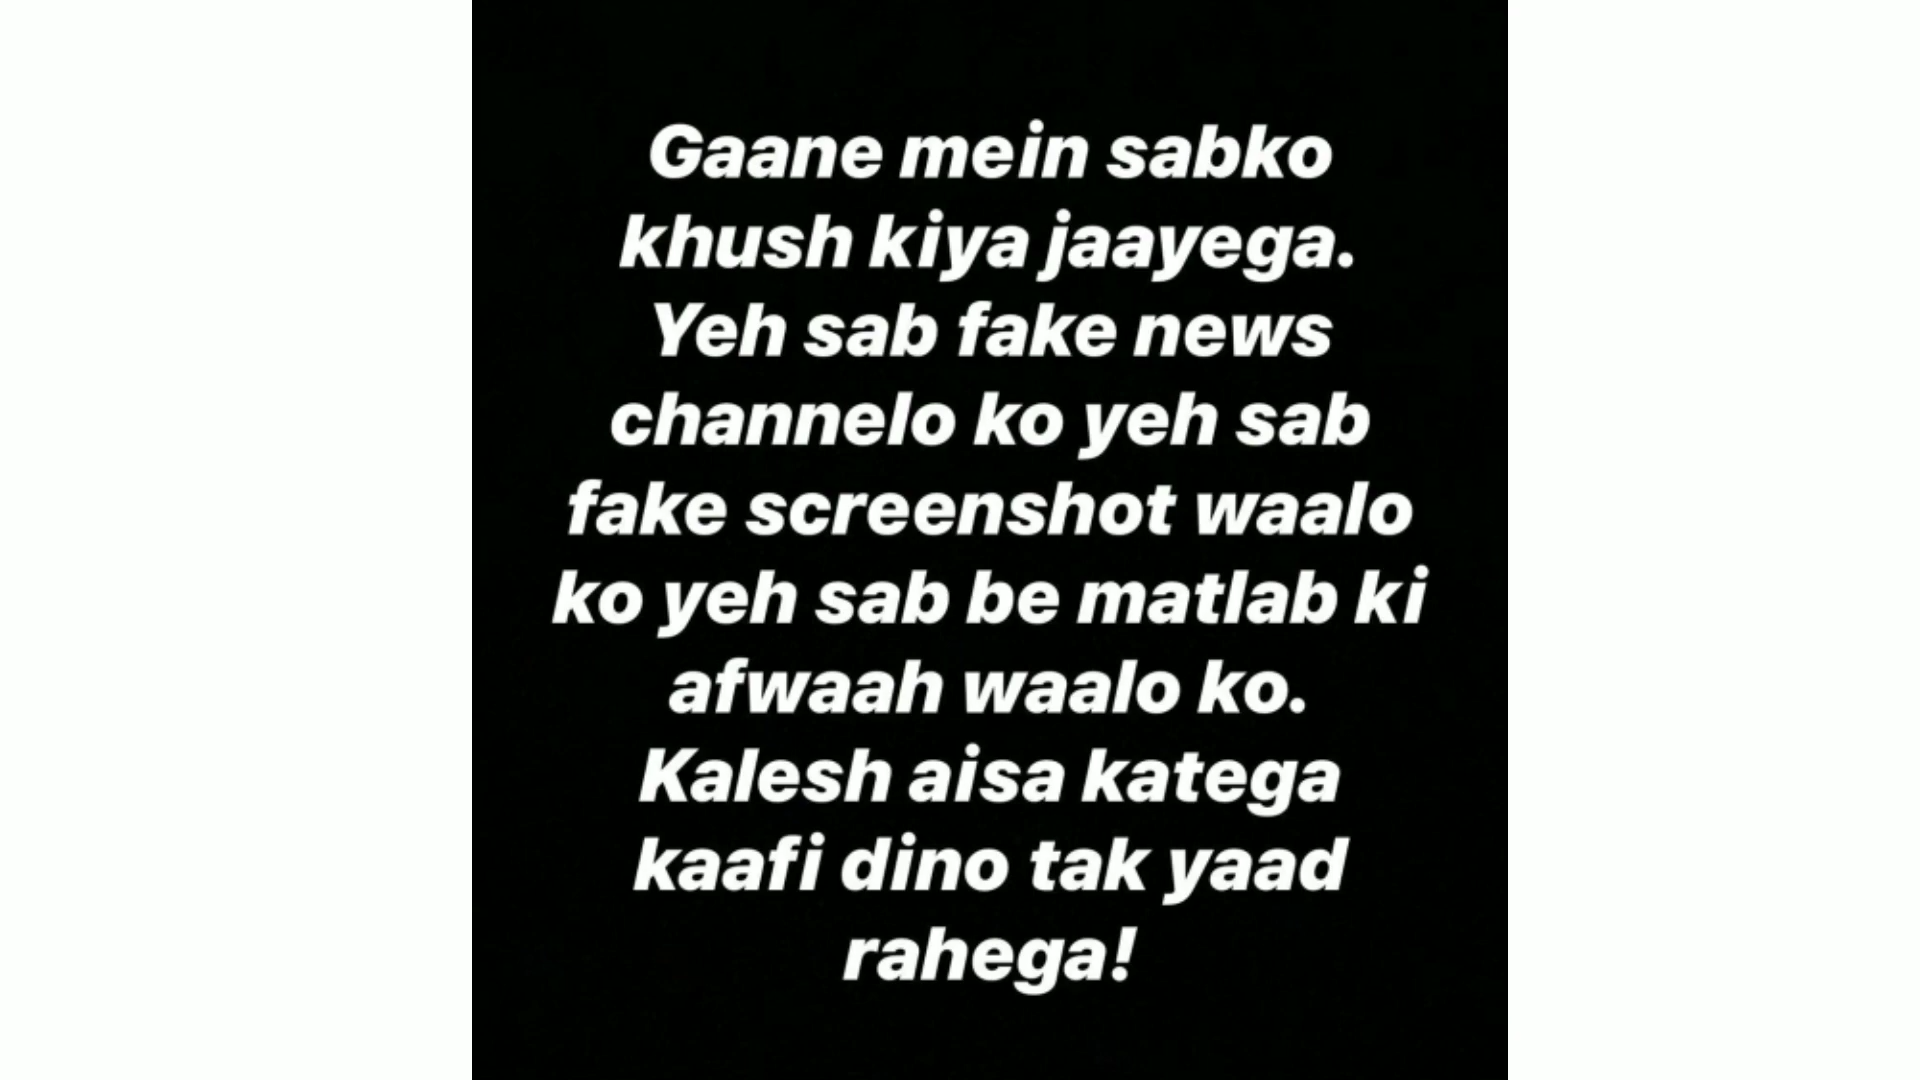 Gaane mein sabko
khush kiya jaayega.
Yeh sab fake news
channelo ko yeh sab
fake screenshot waalo
ko yeh sab be matlab ki
afwaah waalo ko.
Kalesh aisa katega
kaafi dino tak yaad
rahega!